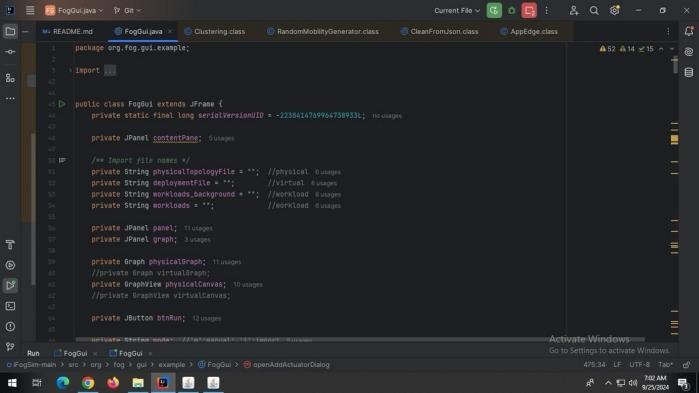 FG FogGui.java Git Current File
README.md FogGui.java Clustering.class RandomMobilityGenerator.class CleanFromJson.class AppEdge.class
1 package org.fog.gui.example; 52 14 15
2
3 import ...
43
44
45 public class FogGui extends JFrame {
46 private static final long serialVersionUID = -2238414769964738933L; no usages
47
48 private JPanel contentPane; 5 usages
49
50 /** Import file names */
51 private String physicalTopologyFile = ""; //physical 6 usages
52 private String deploymentFile = ""; //virtual 6 usages
53 private String workloads_background = ""; //workload 6 usages
54 private String workloads = ""; //workload 6 usages
55
56 private JPanel panel; 11 usages
57 private JPanel graph; 3 usages
58
59 private Graph physicalGraph; 11 usages
60 //private Graph virtualGraph;
61 private GraphView physicalCanvas; 10 usages
62 //private GraphView virtualCanvas;
63
64 private JButton btnRun; 12 usages
65
private String mode; //'m':manual; 'i':import 5 usages
Activate Windows
Go to Settings to activate Windows.
Run FogGui FogGui
iFogSim-main > src > org > fog > gui > example > FogGui > openAddActuatorDialog 475:34 LF UTF-8 Tab*
7:02 AM
9/25/2024